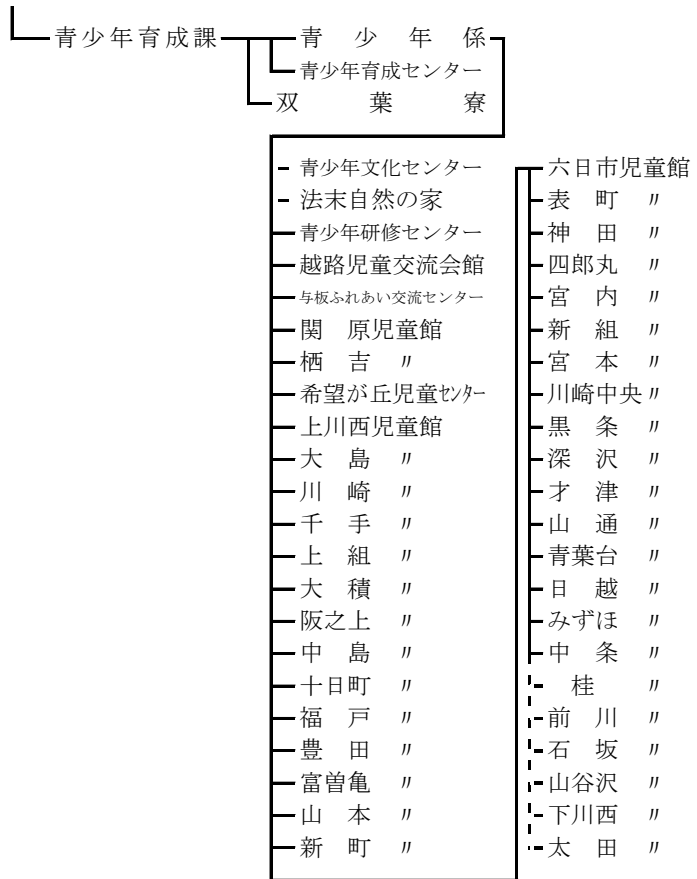 青少年育成課
青少年係
青少年育成センター
双葉寮
青少年文化センター
法末自然の家
青少年研修センター
越路児童交流会館
与板ふれあい交流センター
関原児童館
栖吉〃
希望が丘児童センター
上川西児童館
大島〃
川崎〃
千手〃
上組〃
大積〃
阪之上〃
中島〃
十日町〃
福戸〃
豊田〃
富曽亀〃
山本〃
新町〃
六日市児童館
表町〃
神田〃
四郎丸〃
宮内〃
新組〃
宮本〃
川崎中央〃
黒条〃
深沢〃
才津〃
山通〃
青葉台〃
日越〃
みずほ〃
中条〃
桂〃
前川〃
石坂〃
山谷沢〃
下川西〃
太田〃